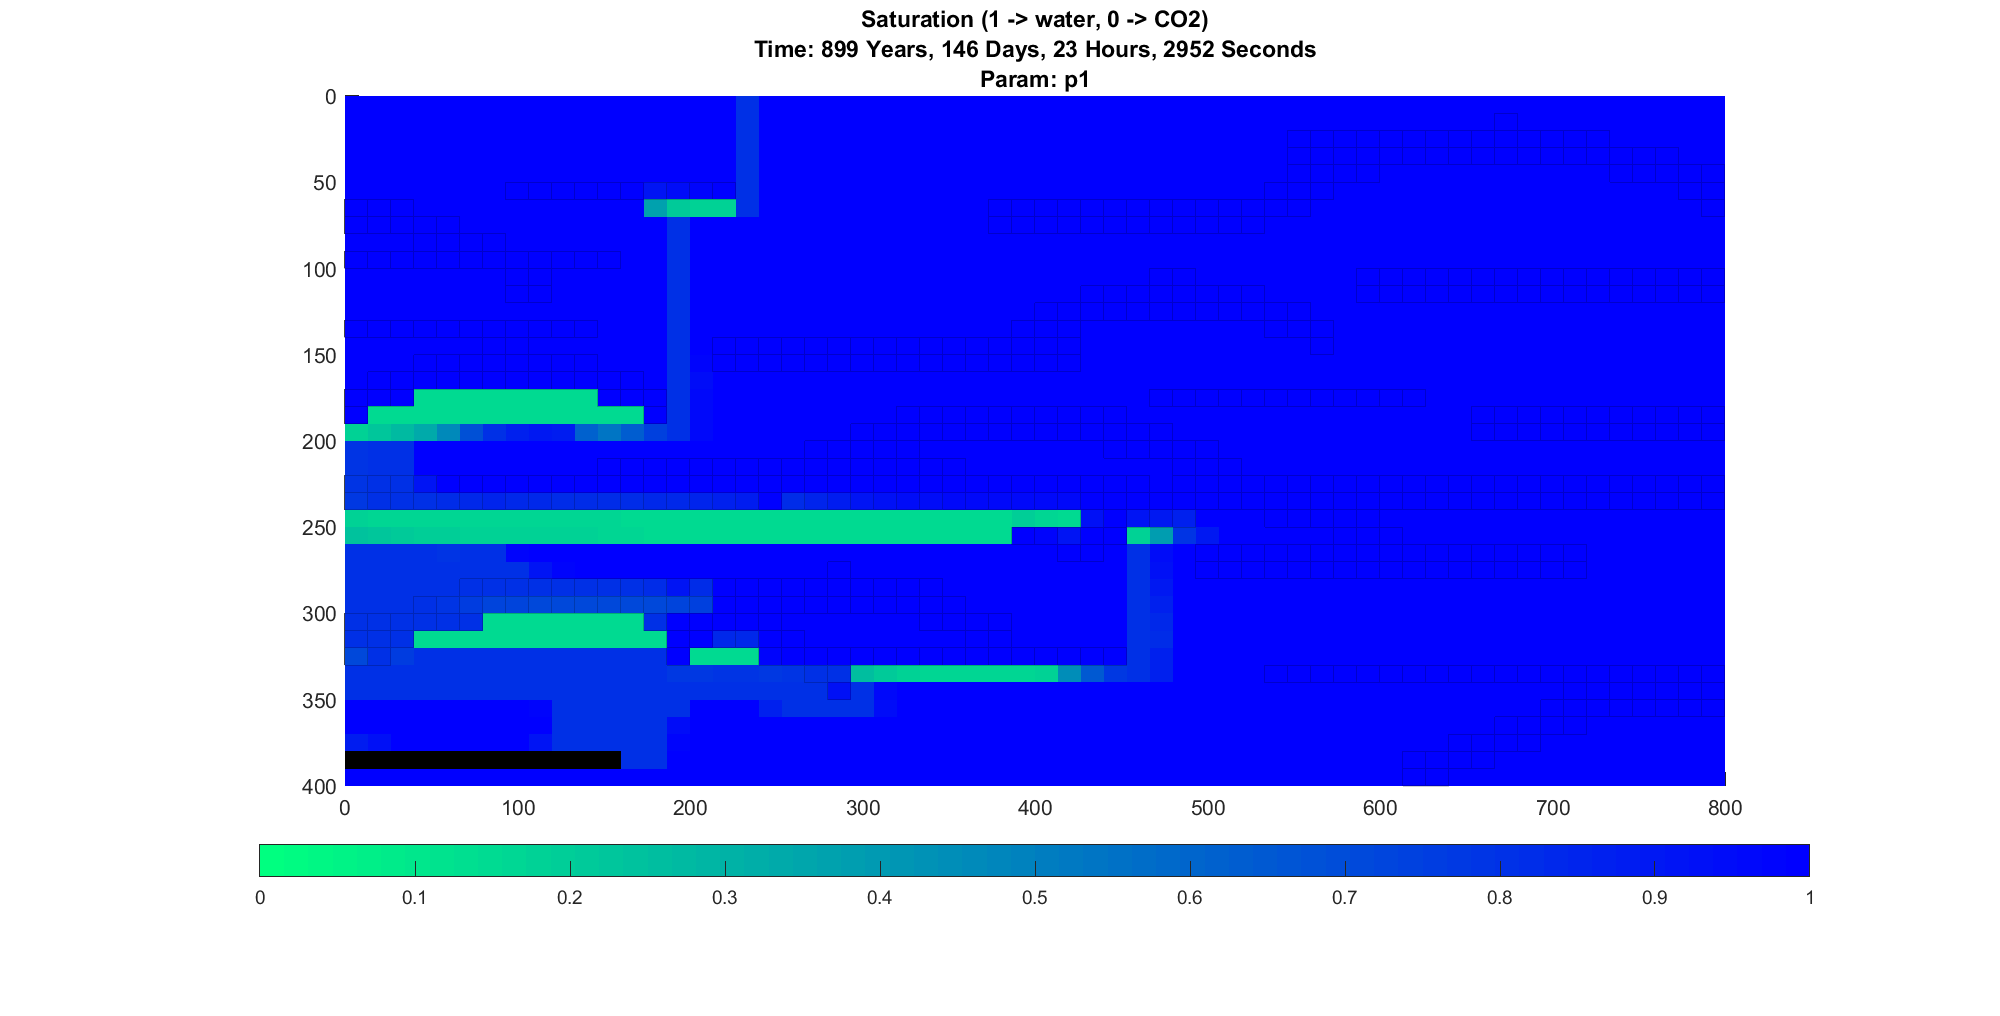 Saturation (1 -> water, 0 -> CO2)
Time: 899 Years, 146 Days, 23 Hours, 2952 Seconds
Param: p1
0
50
100
150
200
250
300
350
400
0 100 200 300 400 500 600 700 800
0 0.1 0.2 0.3 0.4 0.5 0.6 0.7 0.8 0.9 1